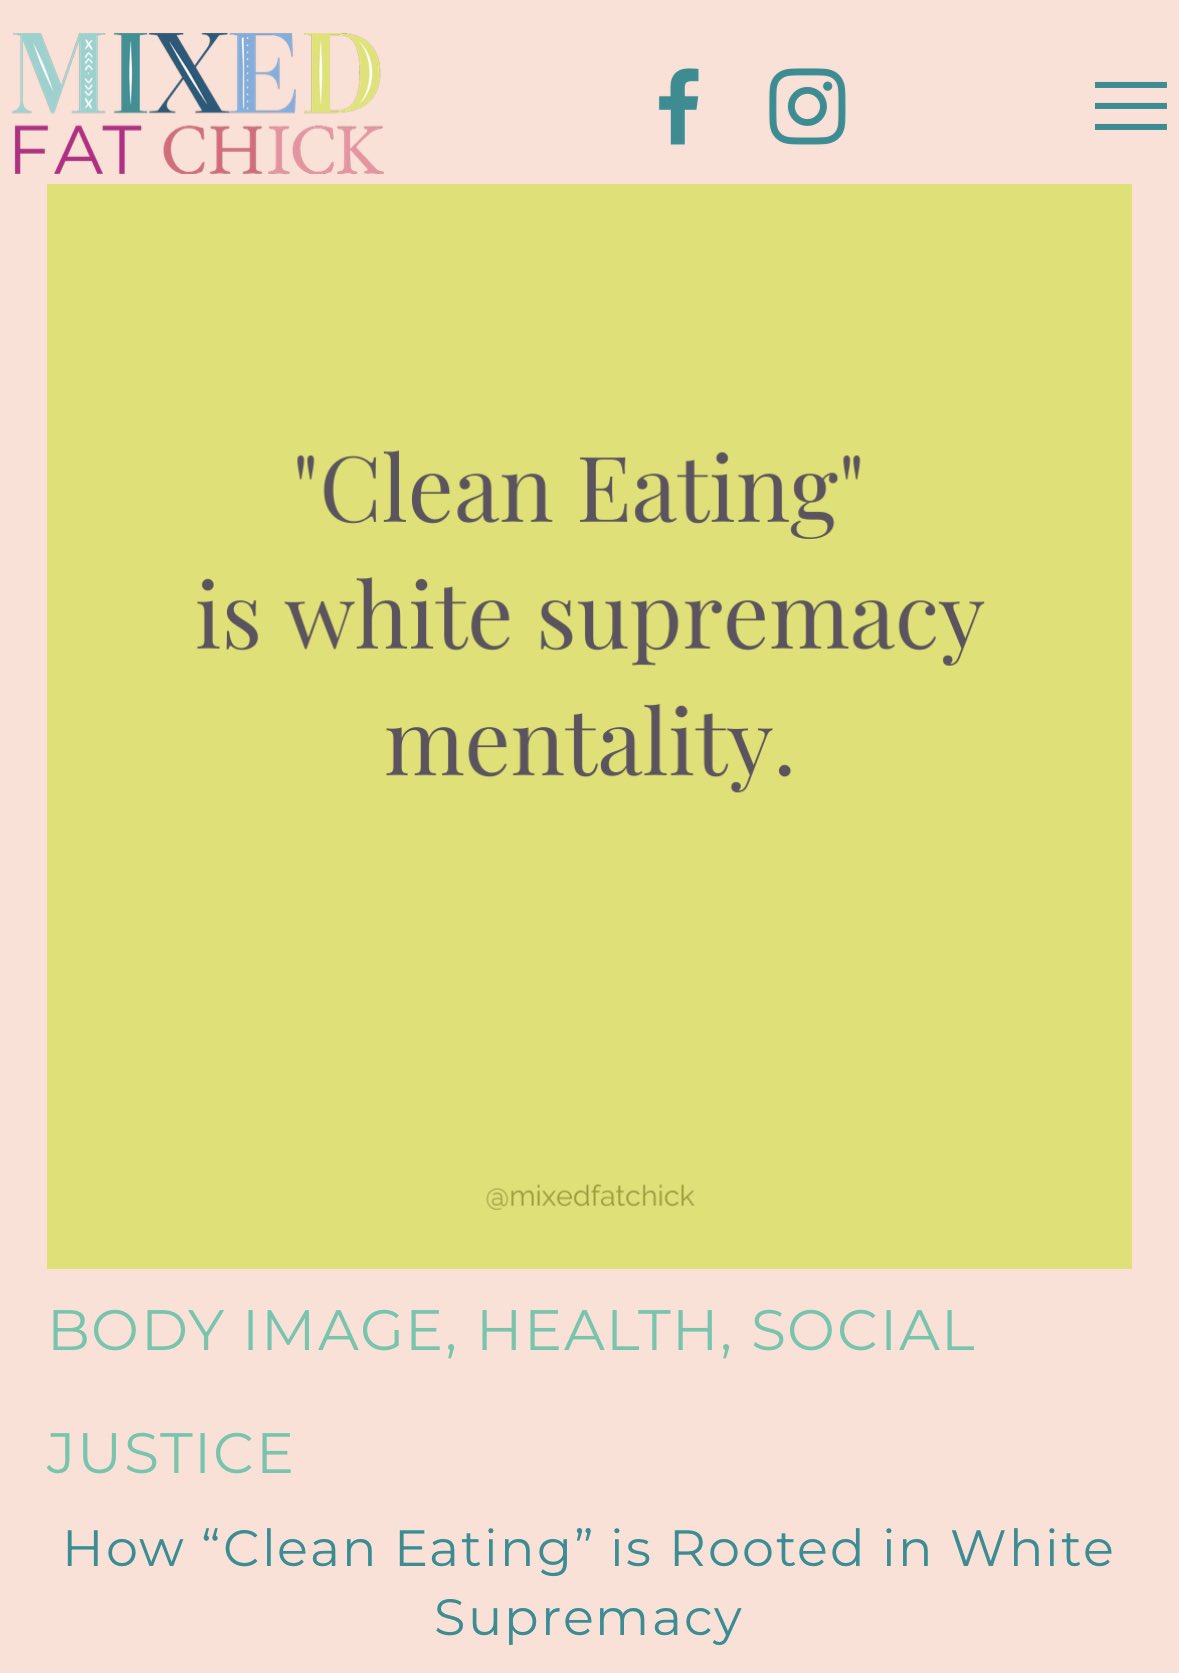 MIXED
FAT CHICK
"Clean Eating"
is white supremacy
mentality.
@mixedfatchick
BODY IMAGE, HEALTH, SOCIAL
JUSTICE
How “Clean Eating” is Rooted in White
Supremacy